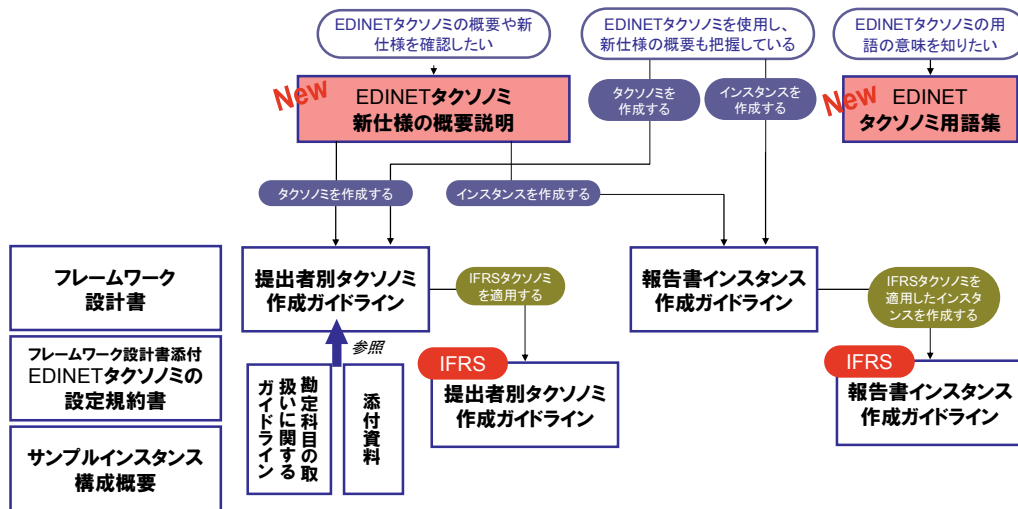 EDINETタクソノミの概要や新
仕様を確認したい
EDINETタクソノミを使用し、
新仕様の概要も把握している
EDINETタクソノミの用
語の意味を知りたい
New
EDINETタクソノミ
新仕様の概要説明
タクソノミを
作成する
インスタンスを
作成する
New
EDINET
タクソノミ用語集
タクソノミを作成する
インスタンスを作成する
フレームワーク
設計書
提出者別タクソノミ
作成ガイドライン
IFRSタクソノミ
を適用する
報告書インスタンス
作成ガイドライン
IFRSタクソノミを
適用したインスタ
ンスを作成する
参照
フレームワーク設計書添付
EDINETタクソノミの
設定規約書
勘定科目の取
扱いに関する
ガイドライン
添付資料
IFRS
提出者別タクソノミ
作成ガイドライン
IFRS
報告書インスタンス
作成ガイドライン
サンプルインスタンス
構成概要